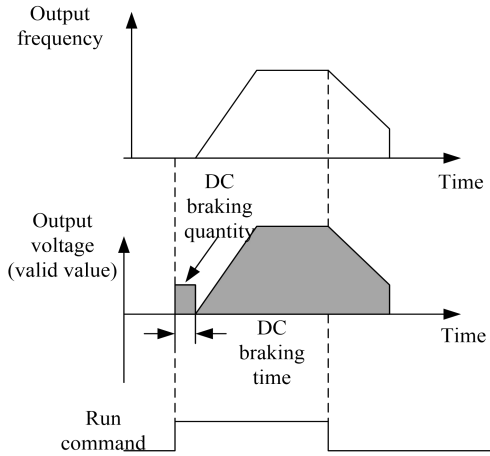 Output
frequency
Time
DC
braking
quantity
Output
voltage
(valid value)
Time
DC
braking
time
Run
command